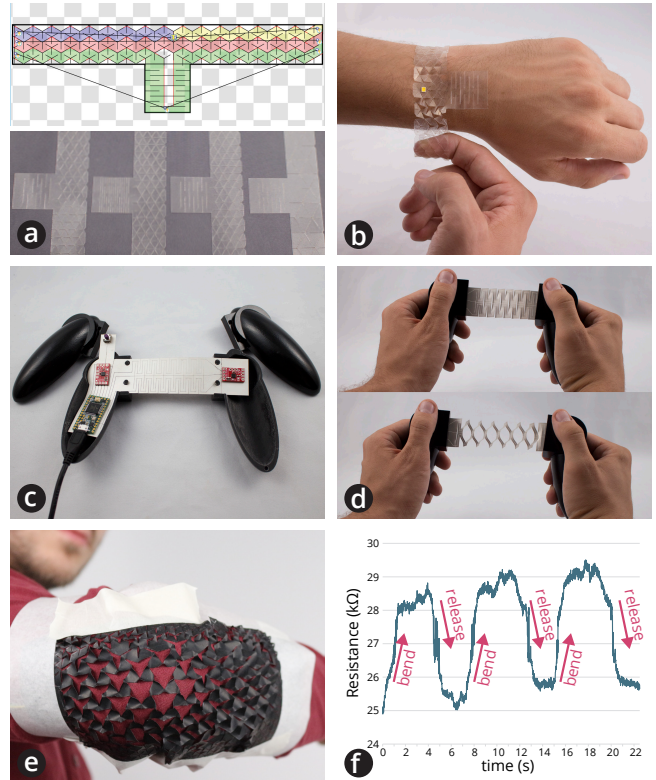 a
b
c
d
e
f
Resistance (kΩ)
30
29
28
27
26
25
24
bend
release
bend
release
bend
release
0 2 4 6 8 10 12 14 16 18 20 22
time (s)